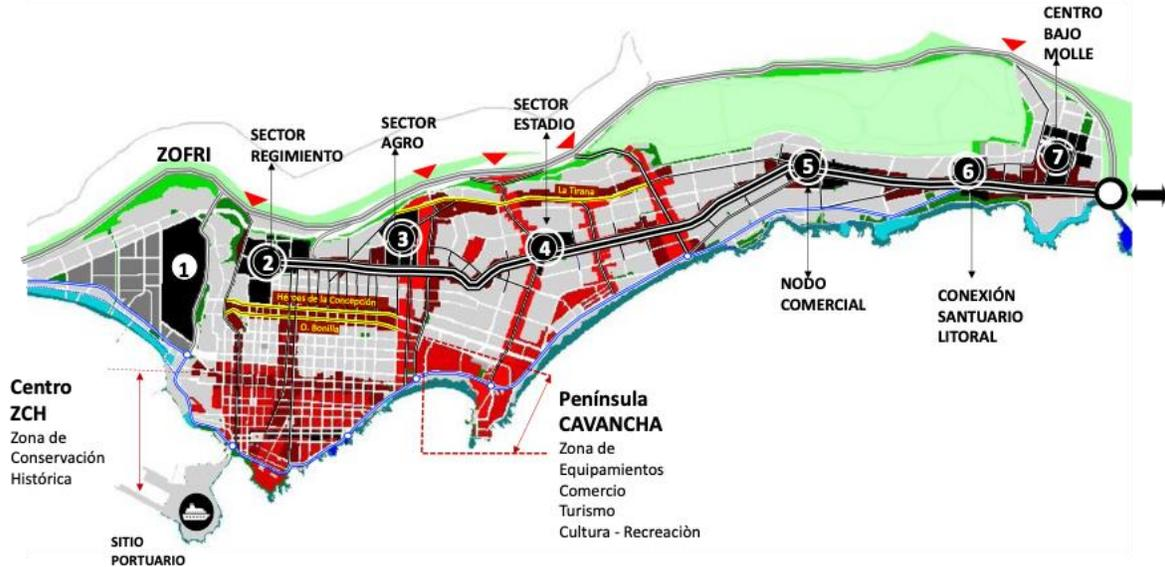 CENTRO
BAJO
MOLLE
SECTOR
ESTADIO
SECTOR
AGRO
SECTOR
REGIMIENTO
ZOFRI
La Tirana
1
2
3
4
5
6
7
Héroes de la Concepción
O. Bonilla
NODO
COMERCIAL
CONEXIÓN
SANTUARIO
LITORAL
Centro
ZCH
Zona de
Conservación
Histórica
Península
CAVANCHA
Zona de
Equipamientos
Comercio
Turismo
Cultura - Recreaciòn
SITIO
PORTUARIO